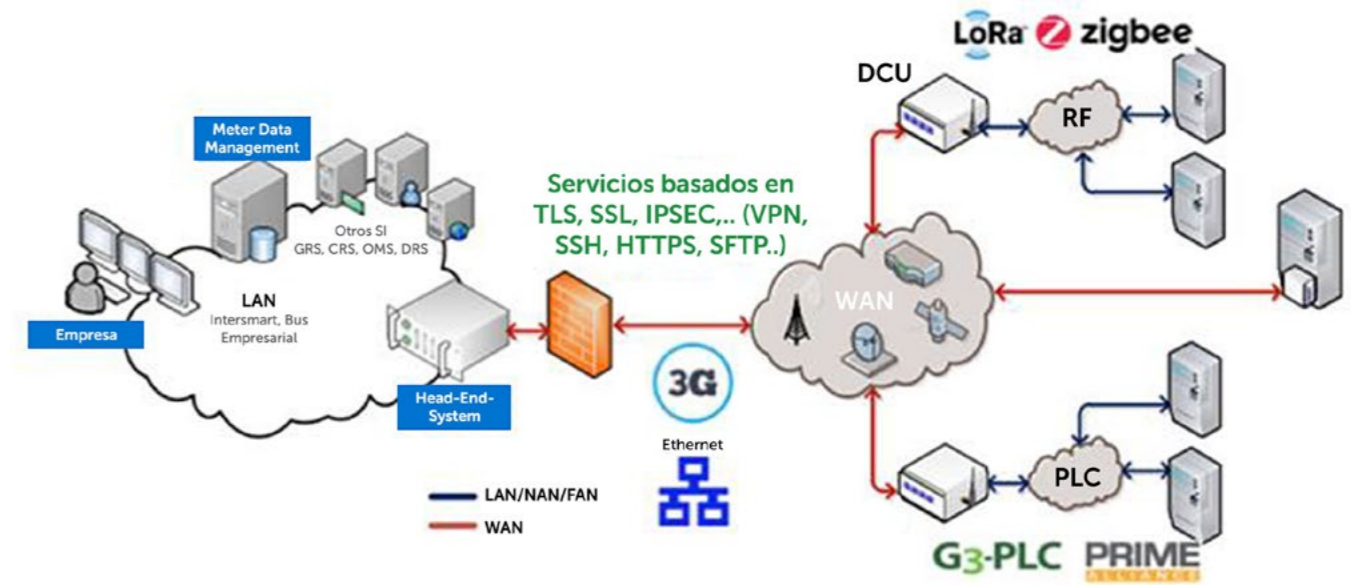 LoRa zigbee
DCU
RF
Meter Data
Management
Otros SI
GRS, CRS, OMS, DRS
Servicios basados en
TLS, SSL, IPSEC,.. (VPN,
SSH, HTTPS, SFTP..)
WAN
LAN
Intersmart, Bus
Empresarial
Empresa
Head-End-
System
3G
Ethernet
PLC
LAN/NAN/FAN
WAN
G3-PLC PRIME
ALLIANCE